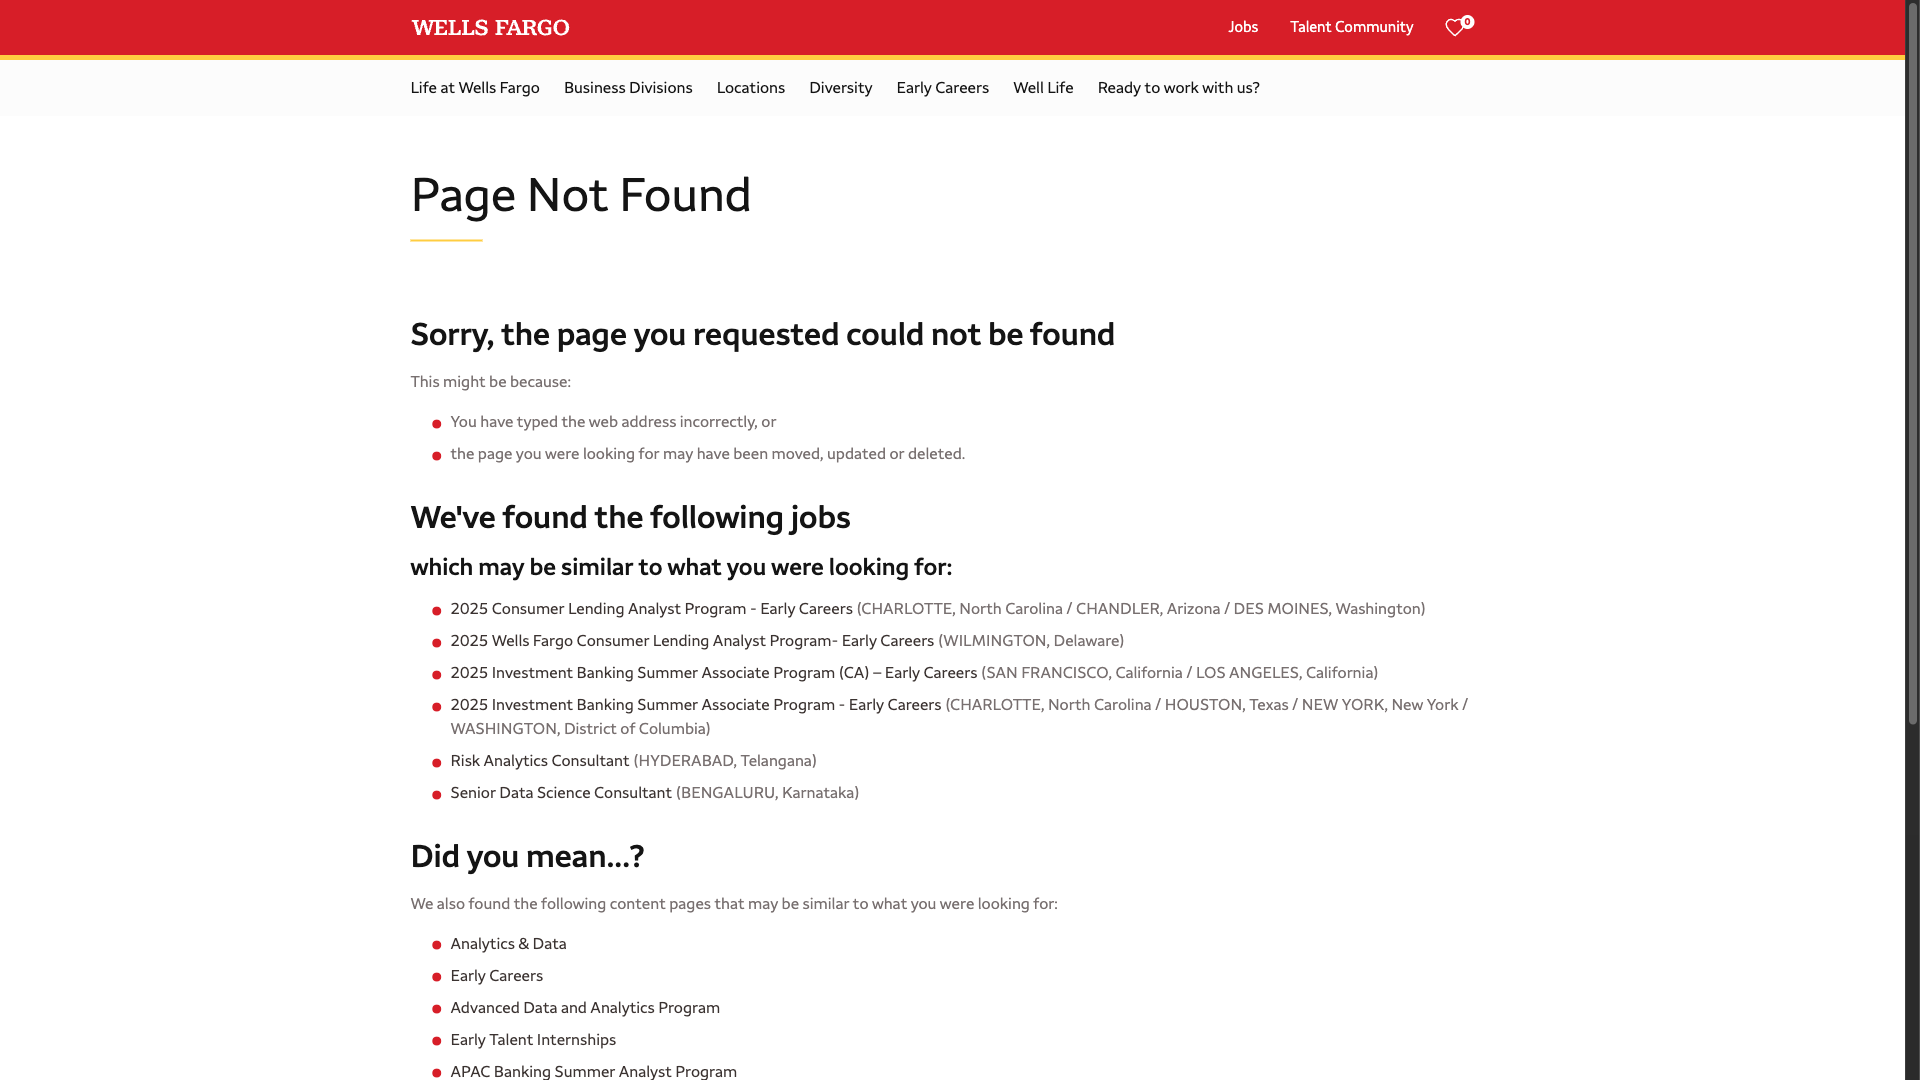 WELLS FARGO
Jobs
Talent Community
0
Life at Wells Fargo
Business Divisions
Locations
Diversity
Early Careers
Well Life
Ready to work with us?
Page Not Found
Sorry, the page you requested could not be found
This might be because:
You have typed the web address incorrectly, or
the page you were looking for may have been moved, updated or deleted.
We've found the following jobs
which may be similar to what you were looking for:
2025 Consumer Lending Analyst Program - Early Careers (CHARLOTTE, North Carolina / CHANDLER, Arizona / DES MOINES, Washington)
2025 Wells Fargo Consumer Lending Analyst Program- Early Careers (WILMINGTON, Delaware)
2025 Investment Banking Summer Associate Program (CA) – Early Careers (SAN FRANCISCO, California / LOS ANGELES, California)
2025 Investment Banking Summer Associate Program - Early Careers (CHARLOTTE, North Carolina / HOUSTON, Texas / NEW YORK, New York /
WASHINGTON, District of Columbia)
Risk Analytics Consultant (HYDERABAD, Telangana)
Senior Data Science Consultant (BENGALURU, Karnataka)
Did you mean...?
We also found the following content pages that may be similar to what you were looking for:
Analytics & Data
Early Careers
Advanced Data and Analytics Program
Early Talent Internships
APAC Banking Summer Analyst Program